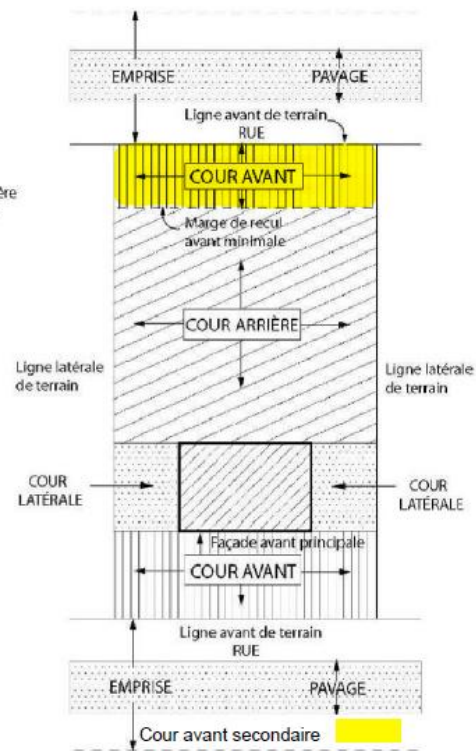 EMPRISE
PAVAGE
Ligne avant de terrain
RUE
COUR AVANT
Marge de recul
avant minimale
COUR ARRIÈRE
Ligne latérale
de terrain
Ligne latérale
de terrain
COUR
LATÉRALE
COUR
LATÉRALE
Façade avant principale
COUR AVANT
Ligne avant de terrain
RUE
EMPRISE
PAVAGE
Cour avant secondaire